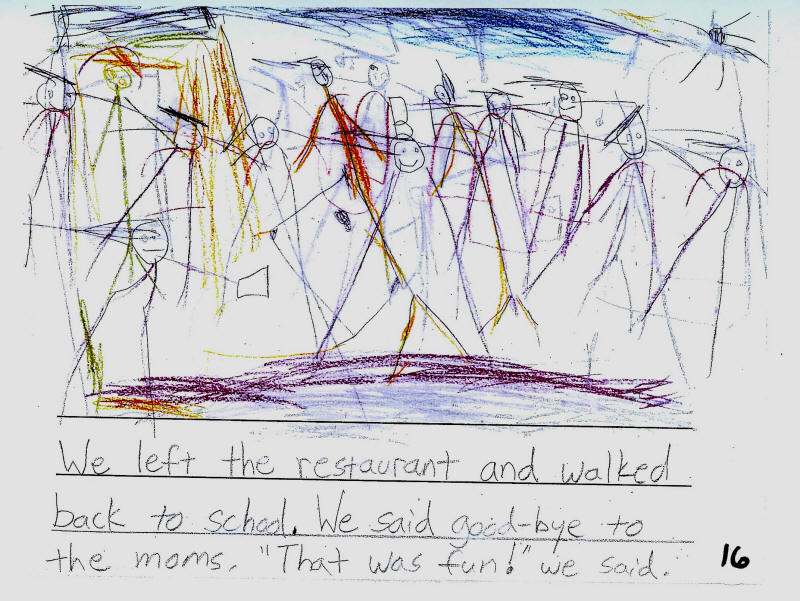 We left the restaurant and walked
back to school. We said good-bye to
the moms. "That was fun!" we said.
16